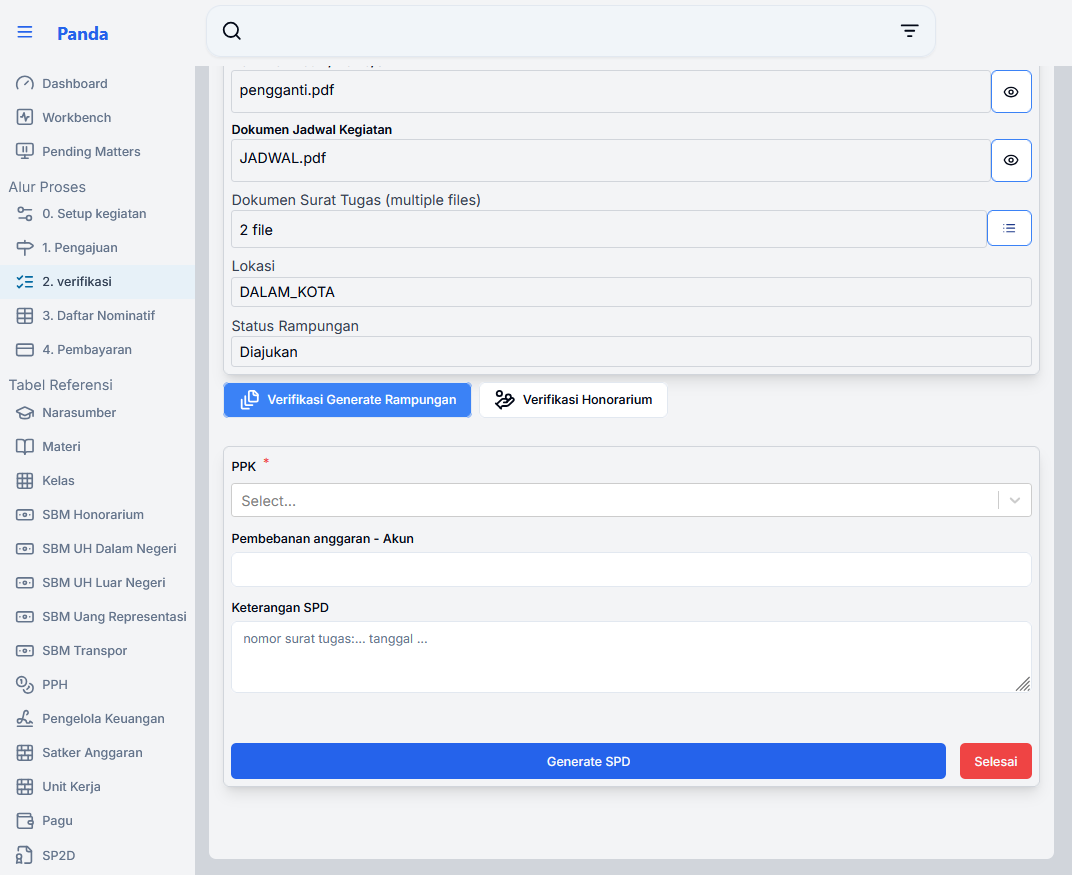 Panda
Dashboard
Workbench
Pending Matters
Alur Proses
0. Setup kegiatan
1. Pengajuan
2. verifikasi
3. Daftar Nominatif
4. Pembayaran
Tabel Referensi
Narasumber
Materi
Kelas
SBM Honorarium
SBM UH Dalam Negeri
SBM UH Luar Negeri
SBM Uang Representasi
SBM Transpor
PPH
Pengelola Keuangan
Satker Anggaran
Unit Kerja
Pagu
SP2D
pengganti.pdf
Dokumen Jadwal Kegiatan
JADWAL.pdf
Dokumen Surat Tugas (multiple files)
2 file
Lokasi
DALAM_KOTA
Status Rampungan
Diajukan
Verifikasi Generate Rampungan
Verifikasi Honorarium
PPK *
Select...
Pembebanan anggaran - Akun
Keterangan SPD
nomor surat tugas:... tanggal ...
Generate SPD
Selesai